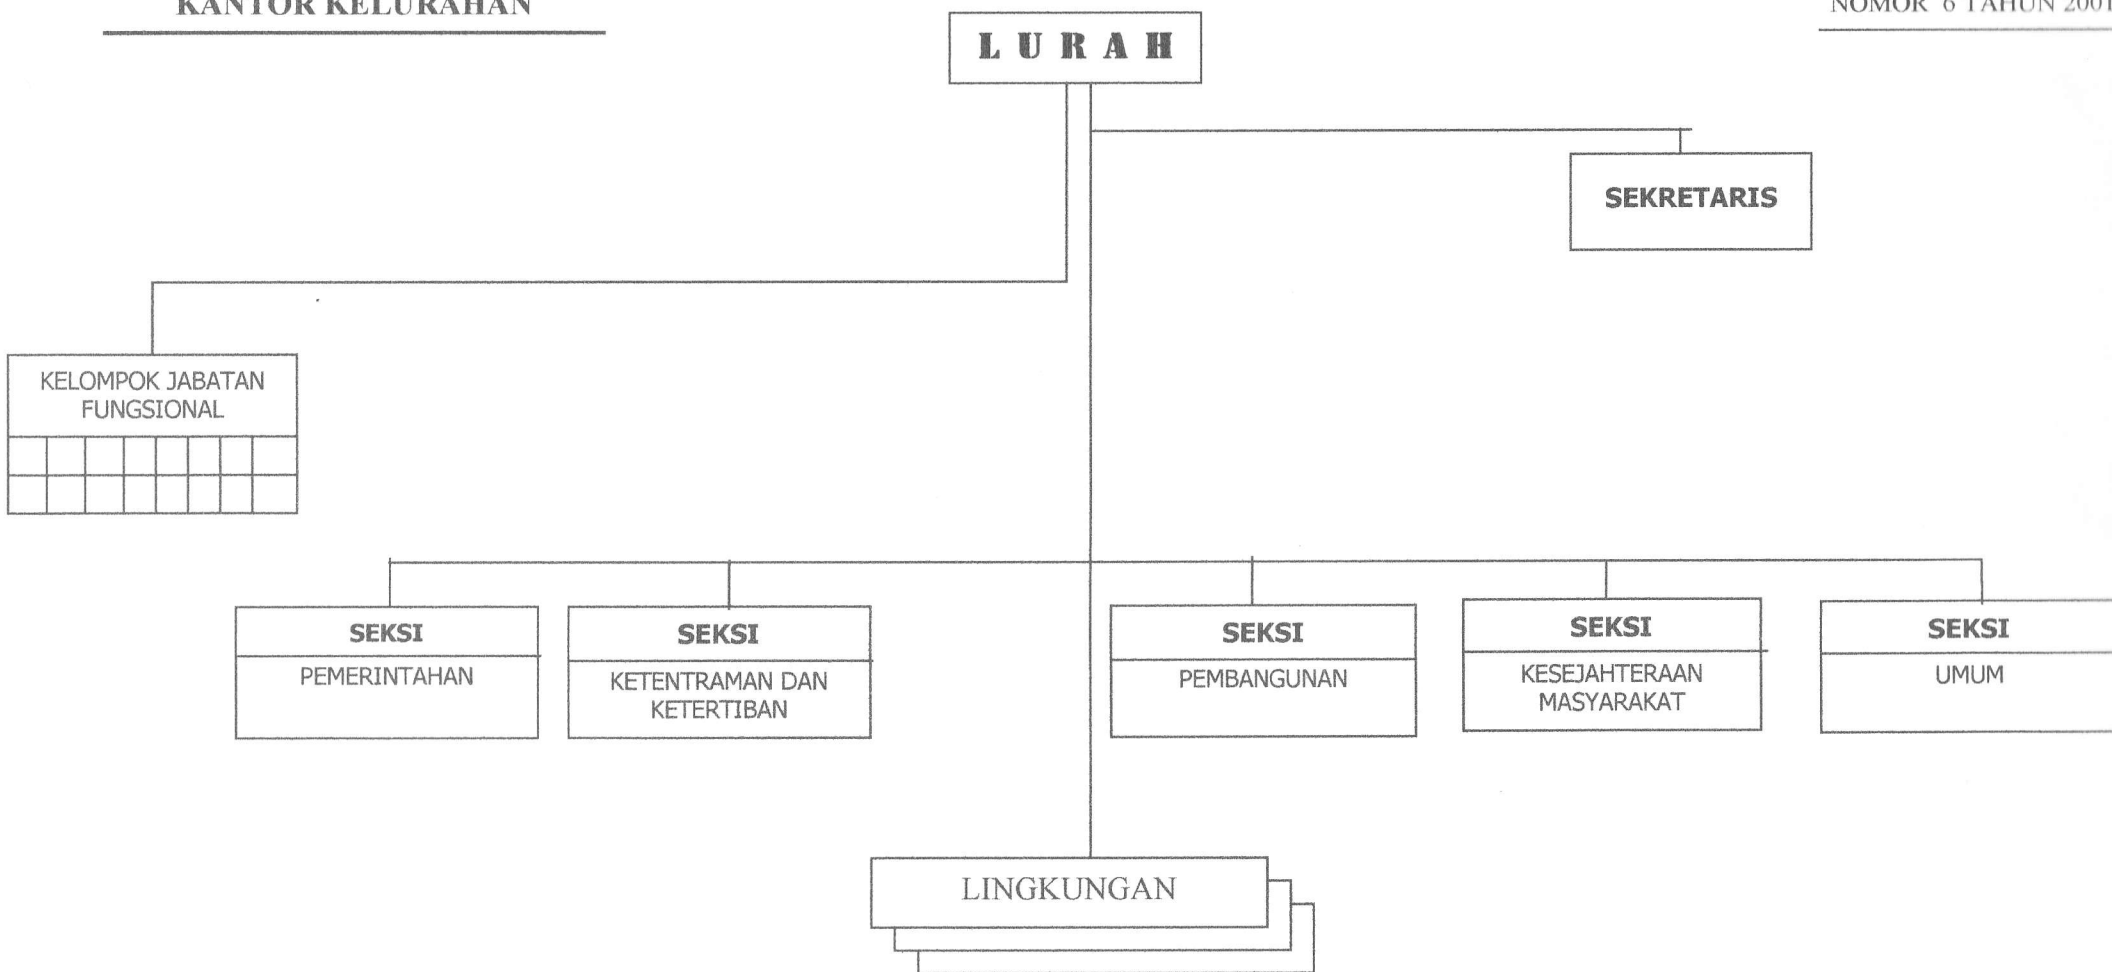 KANTOR KELURAHAN
NOMOR 6 TAHUN 2001
LURAH
SEKRETARIS
KELOMPOK JABATAN
FUNGSIONAL
SEKSI
PEMERINTAHAN
SEKSI
KETENTRAMAN DAN
KETERTIBAN
SEKSI
PEMBANGUNAN
SEKSI
KESEJAHTERAAN
MASYARAKAT
SEKSI
UMUM
LINGKUNGAN